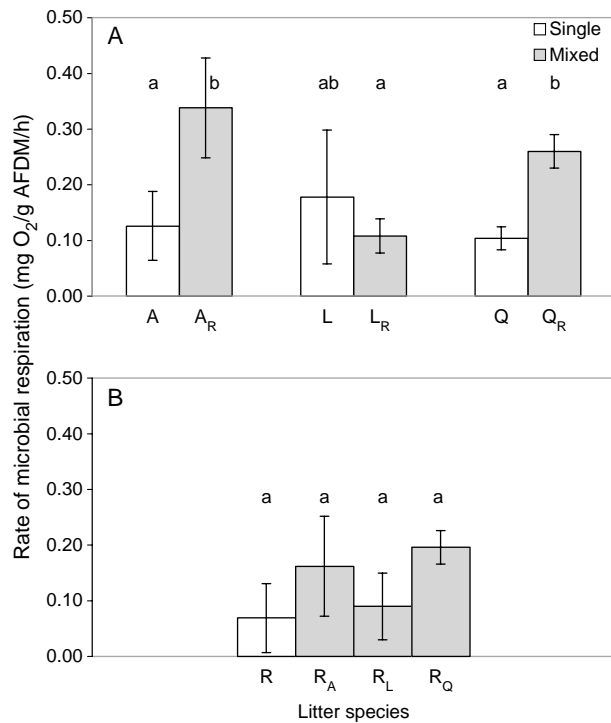 A
Single
Mixed
0.50
0.40
0.30
0.20
0.10
0.00
a b ab a a b
A A_R L L_R Q Q_R
B
0.50
0.40
0.30
0.20
0.10
0.00
a a a a
R R_A R_L R_Q
Litter species
Rate of microbial respiration (mg O₂/g AFDM/h)